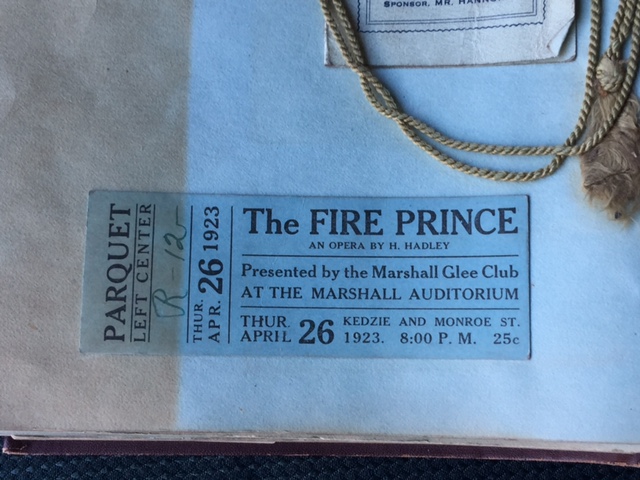 SPONSOR, MR.
PARQUET
LEFT CENTER
R-12-
THUR.
APR. 26 1923
The FIRE PRINCE
AN OPERA BY H. HADLEY
Presented by the Marshall Glee Club
AT THE MARSHALL AUDITORIUM
THUR. APRIL 26 KEDZIE AND MONROE ST.
1923. 8:00 P. M. 25c